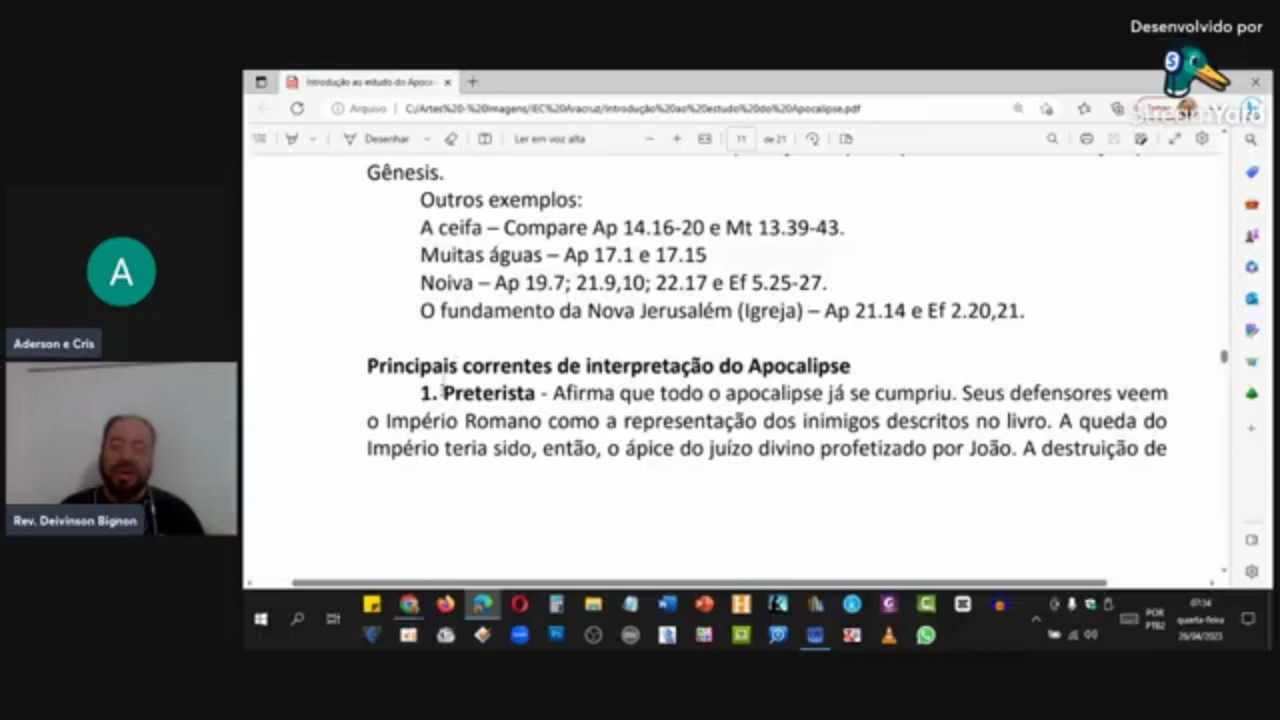 Desenvolvido por
StreamYard
Introdução ao estudo do Apoca
Arquivo
C:/Artes%20-%20Imagens/IEC%20Aracruz/Introdução%20ao%20estudo%20do%20Apocalipse.pdf
Desenhar
Ler em voz alta
11
de 21
Gênesis.
Outros exemplos:
A ceifa – Compare Ap 14.16-20 e Mt 13.39-43.
Muitas águas – Ap 17.1 e 17.15
Noiva – Ap 19.7; 21.9,10; 22.17 e Ef 5.25-27.
O fundamento da Nova Jerusalém (Igreja) – Ap 21.14 e Ef 2.20,21.
Principais correntes de interpretação do Apocalipse
1. Preterista - Afirma que todo o apocalipse já se cumpriu. Seus defensores veem
o Império Romano como a representação dos inimigos descritos no livro. A queda do
Império teria sido, então, o ápice do juízo divino profetizado por João. A destruição de
A
Aderson e Cris
Rev. Deivinson Bignon
POR
PTB2
07:34
quarta-feira
26/04/2023